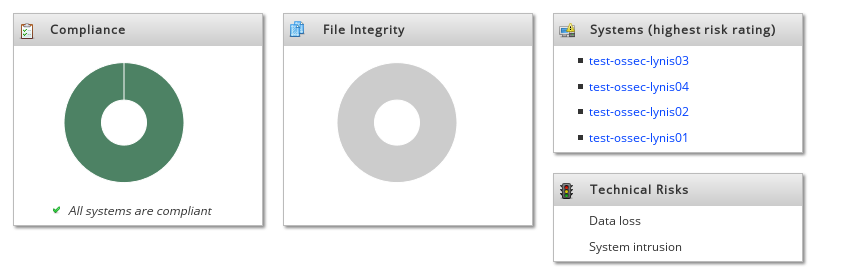 Compliance
All systems are compliant
File Integrity
Systems (highest risk rating)
test-ossec-lynis03
test-ossec-lynis04
test-ossec-lynis02
test-ossec-lynis01
Technical Risks
Data loss
System intrusion